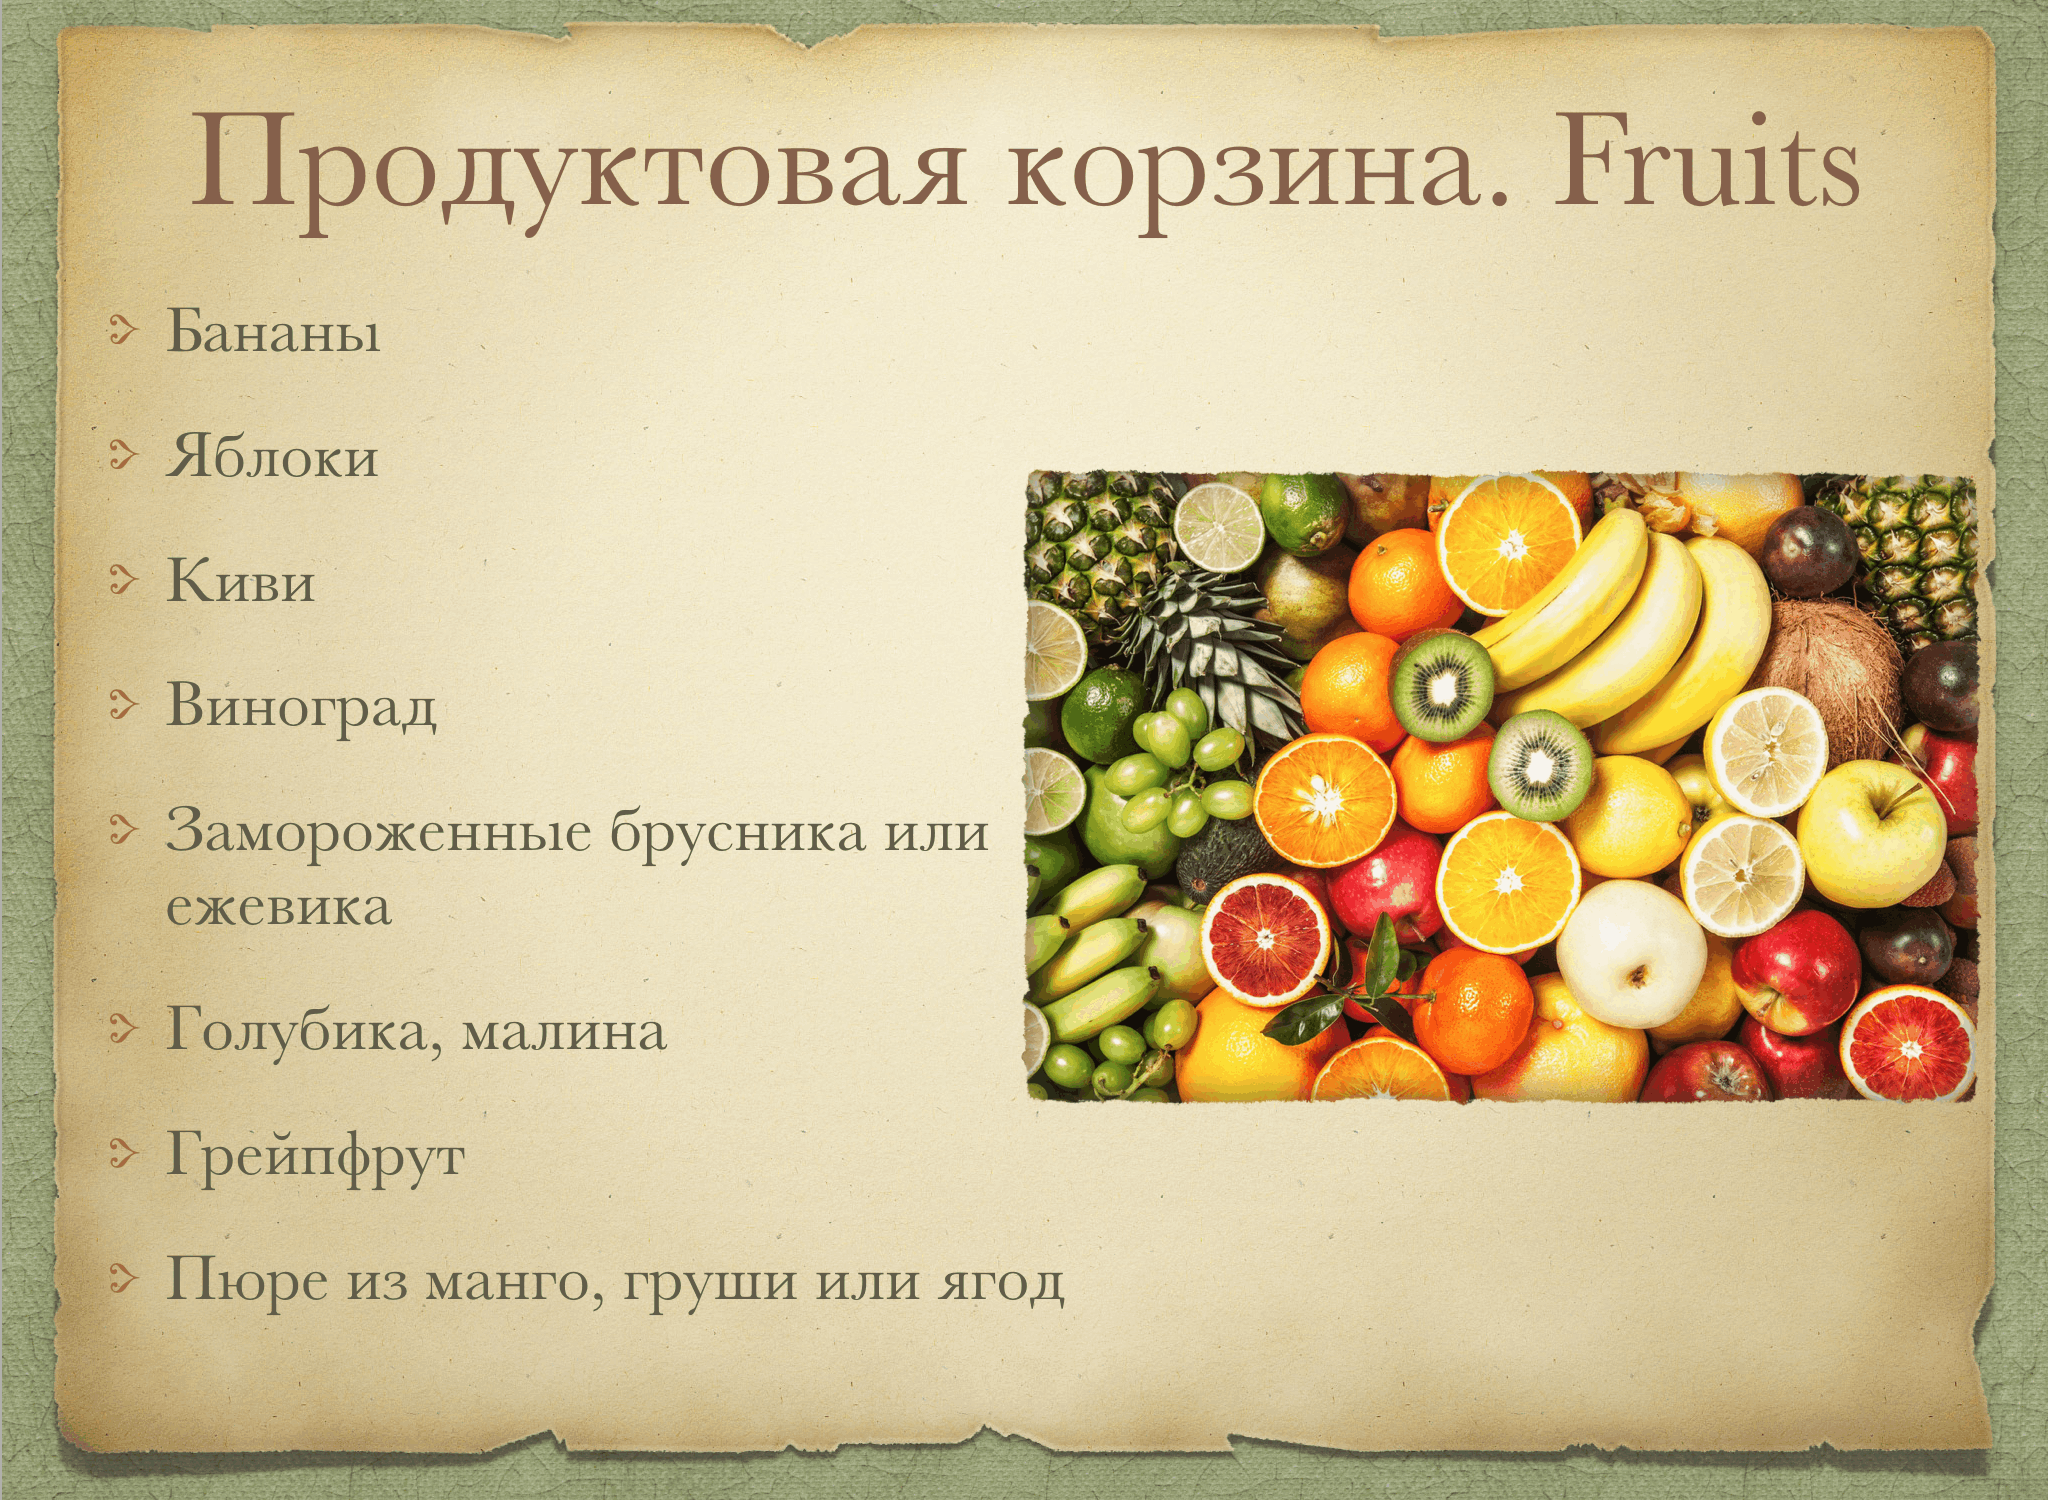 Продуктовая корзина. Fruits
Бананы
Яблоки
Киви
Виноград
Замороженные брусника или
ежевика
Голубика, малина
Грейпфрут
Пюре из манго, груши или ягод